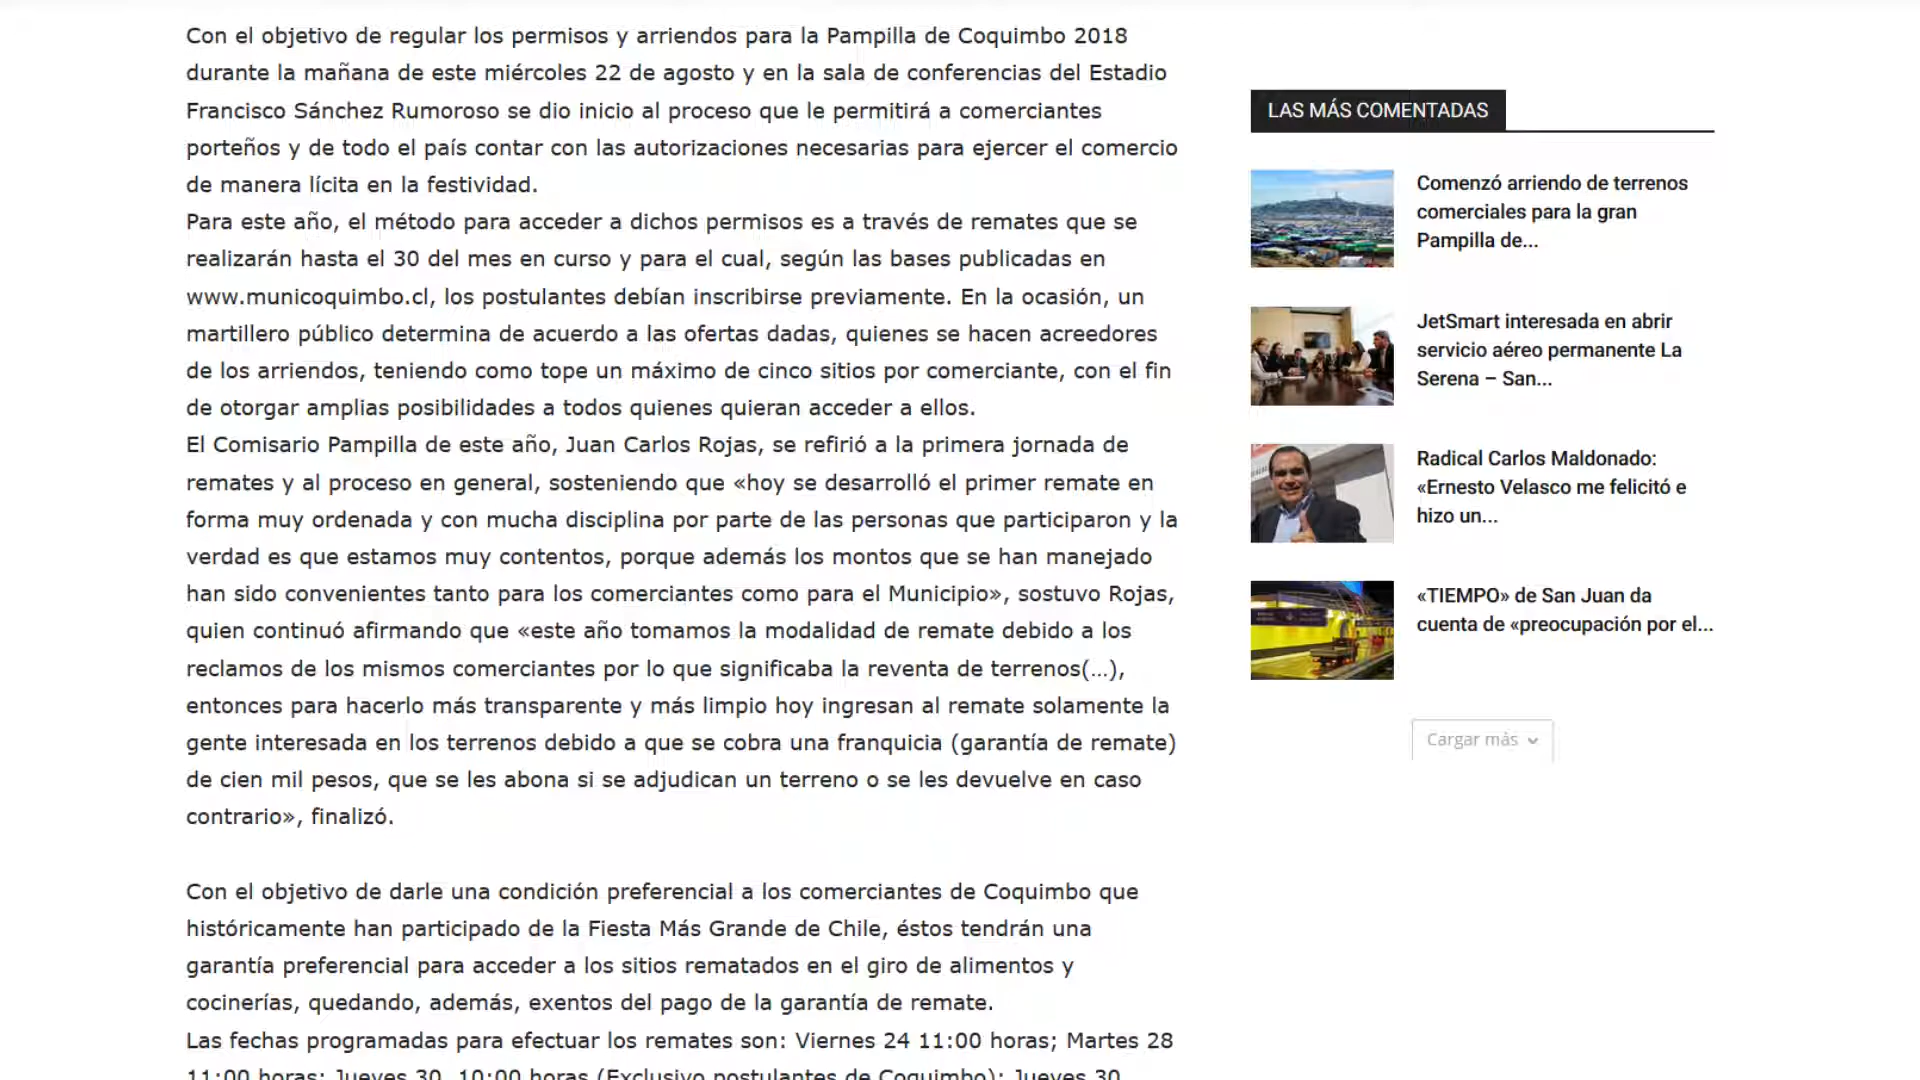 Con el objetivo de regular los permisos y arriendos para la Pampilla de Coquimbo 2018
durante la mañana de este miércoles 22 de agosto y en la sala de conferencias del Estadio
Francisco Sánchez Rumoroso se dio inicio al proceso que le permitirá a comerciantes
porteños y de todo el país contar con las autorizaciones necesarias para ejercer el comercio
de manera lícita en la festividad.
Para este año, el método para acceder a dichos permisos es a través de remates que se
realizarán hasta el 30 del mes en curso y para el cual, según las bases publicadas en
www.municoquimbo.cl, los postulantes debían inscribirse previamente. En la ocasión, un
martillero público determina de acuerdo a las ofertas dadas, quienes se hacen acreedores
de los arriendos, teniendo como tope un máximo de cinco sitios por comerciante, con el fin
de otorgar amplias posibilidades a todos quienes quieran acceder a ellos.
El Comisario Pampilla de este año, Juan Carlos Rojas, se refirió a la primera jornada de
remates y al proceso en general, sosteniendo que «hoy se desarrolló el primer remate en
forma muy ordenada y con mucha disciplina por parte de las personas que participaron y la
verdad es que estamos muy contentos, porque además los montos que se han manejado
han sido convenientes tanto para los comerciantes como para el Municipio», sostuvo Rojas,
quien continuó afirmando que «este año tomamos la modalidad de remate debido a los
reclamos de los mismos comerciantes por lo que significaba la reventa de terrenos(…),
entonces para hacerlo más transparente y más limpio hoy ingresan al remate solamente la
gente interesada en los terrenos debido a que se cobra una franquicia (garantía de remate)
de cien mil pesos, que se les abona si se adjudican un terreno o se les devuelve en caso
contrario», finalizó.
Con el objetivo de darle una condición preferencial a los comerciantes de Coquimbo que
históricamente han participado de la Fiesta Más Grande de Chile, éstos tendrán una
garantía preferencial para acceder a los sitios rematados en el giro de alimentos y
cocinerías, quedando, además, exentos del pago de la garantía de remate.
Las fechas programadas para efectuar los remates son: Viernes 24 11:00 horas; Martes 28
11:00 horas; Jueves 30, 10:00 horas (Exclusivo postulantes de Coquimbo); Jueves 30
LAS MÁS COMENTADAS
Comenzó arriendo de terrenos
comerciales para la gran
Pampilla de...
JetSmart interesada en abrir
servicio aéreo permanente La
Serena – San...
Radical Carlos Maldonado:
«Ernesto Velasco me felicitó e
hizo un...
«TIEMPO» de San Juan da
cuenta de «preocupación por el...
Cargar más